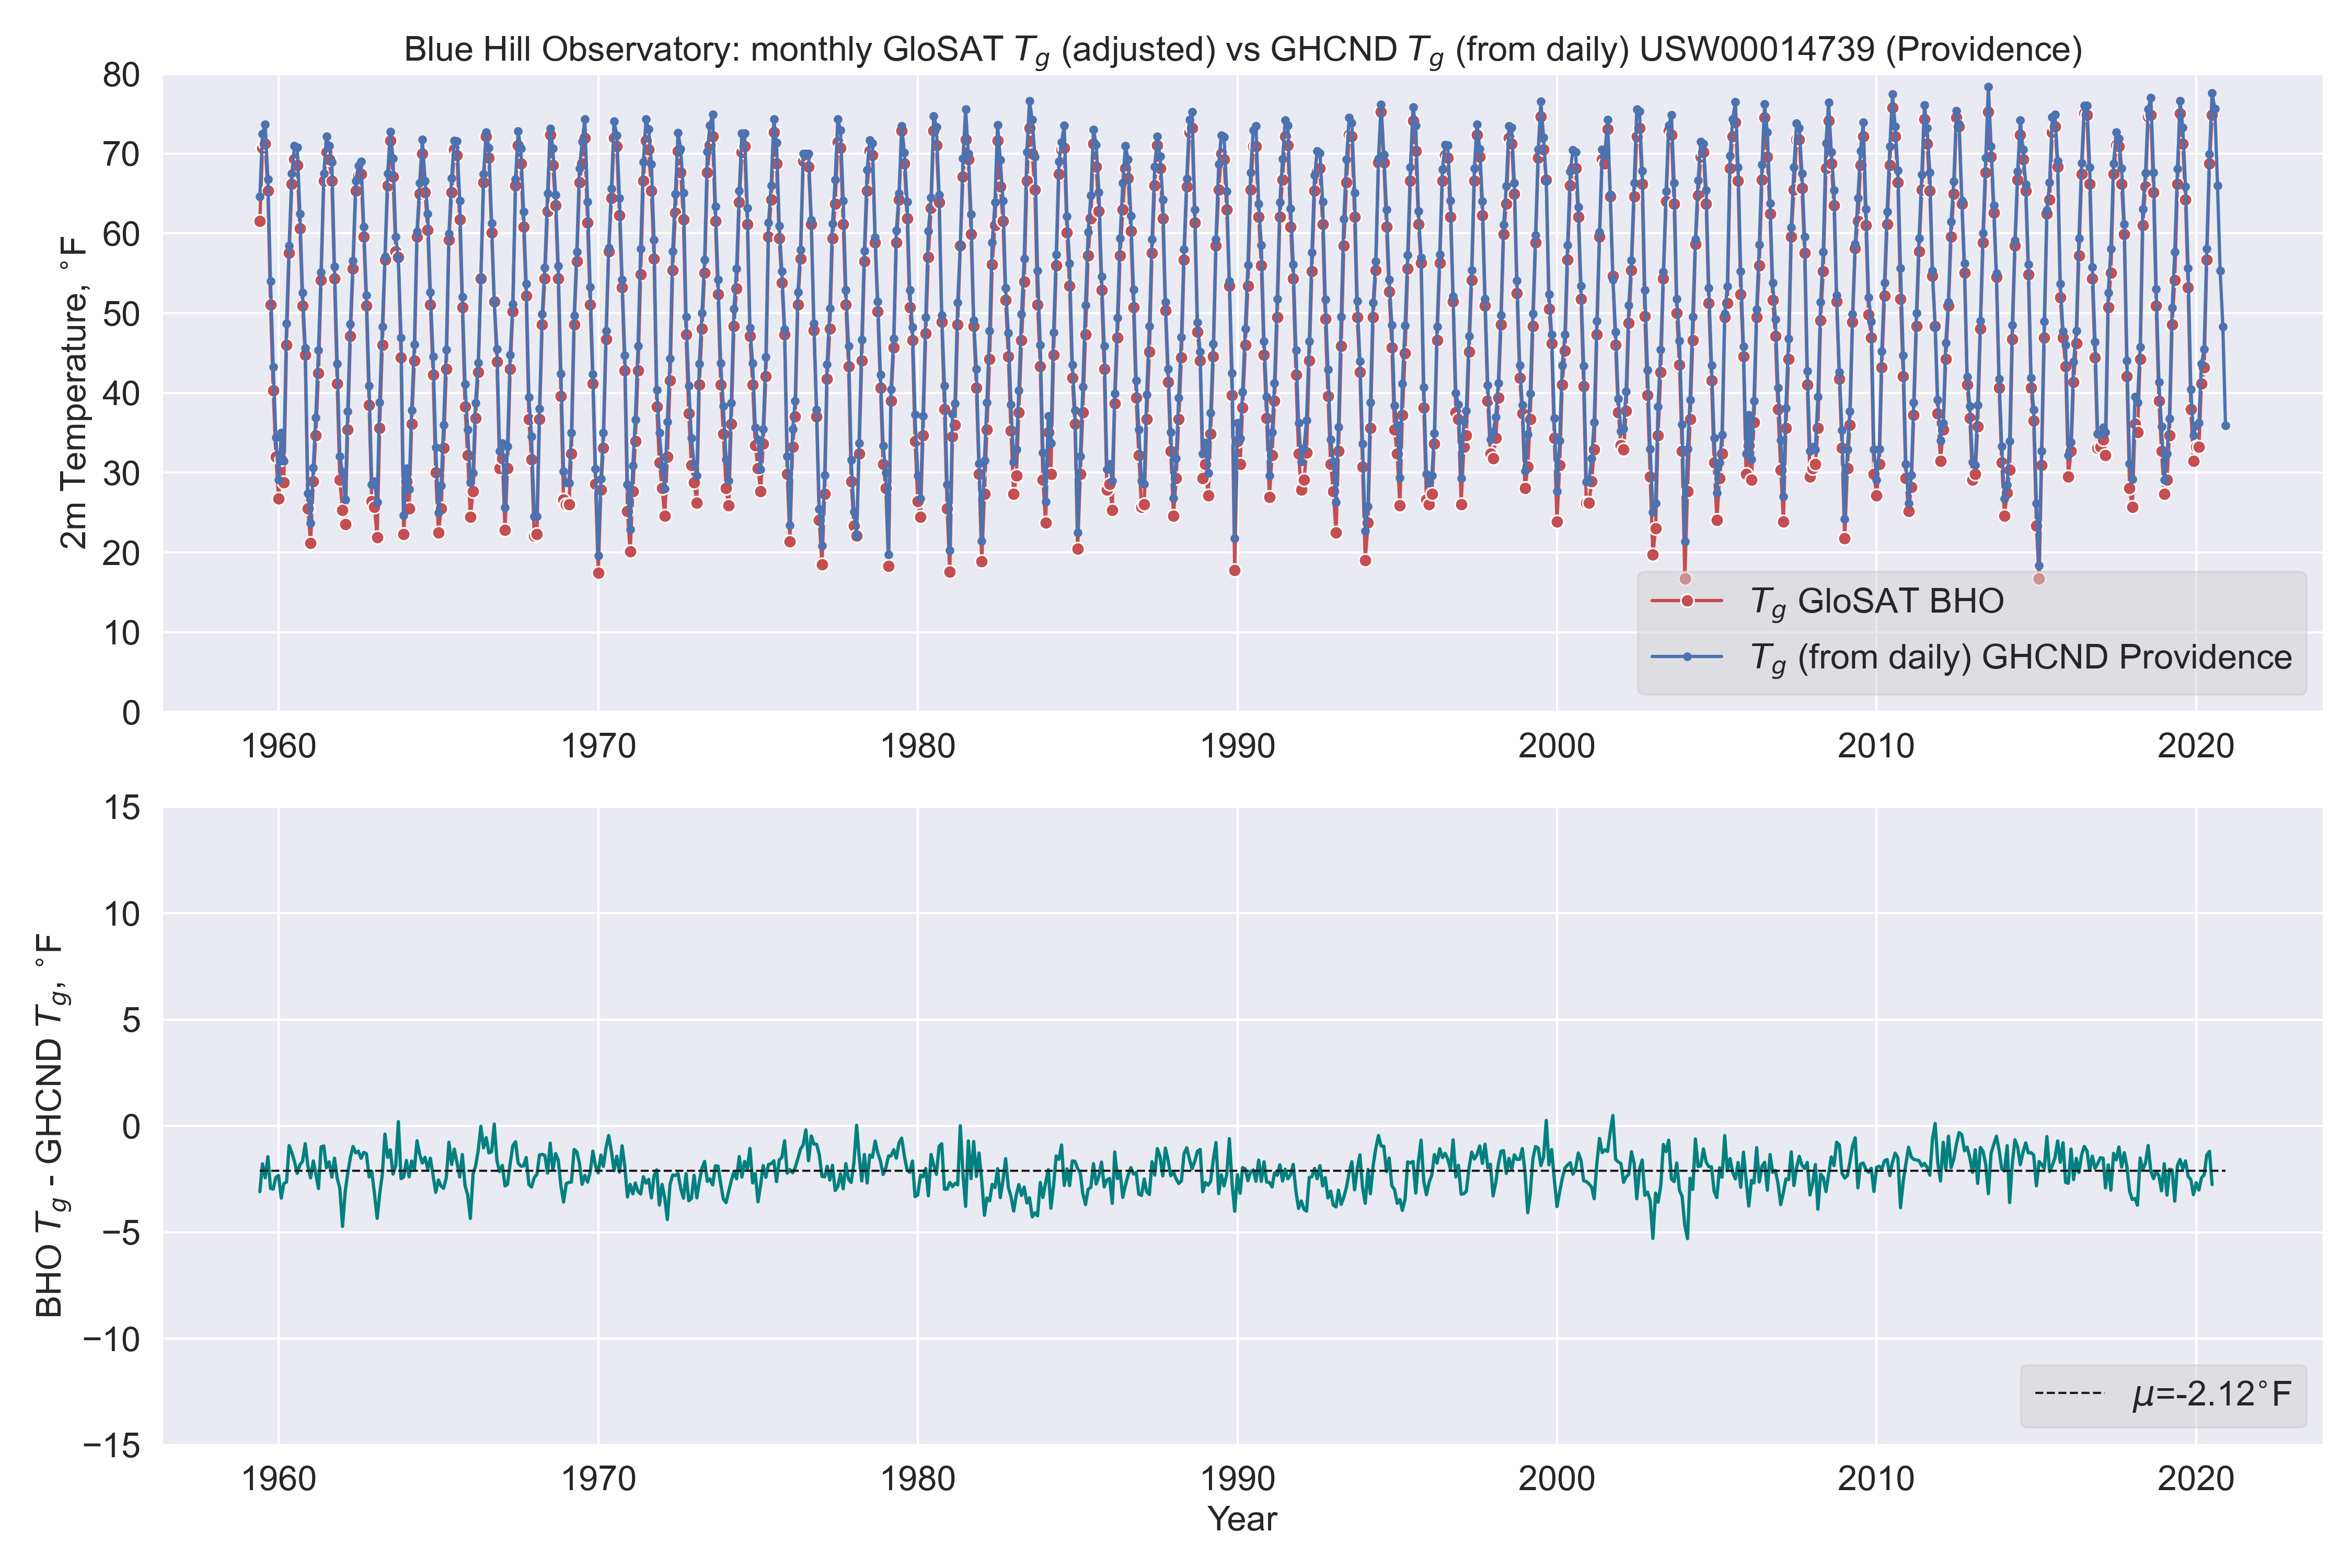 Blue Hill Observatory: monthly GloSAT Tg (adjusted) vs GHCND Tg (from daily) USW00014739 (Providence)
80
70
60
50
40
30
20
10
0
2m Temperature, °F
Tg GloSAT BHO
Tg (from daily) GHCND Providence
1960 1970 1980 1990 2000 2010 2020
15
10
5
0
−5
−10
−15
BHO Tg - GHCND Tg, °F
μ=-2.12°F
1960 1970 1980 1990 2000 2010 2020
Year